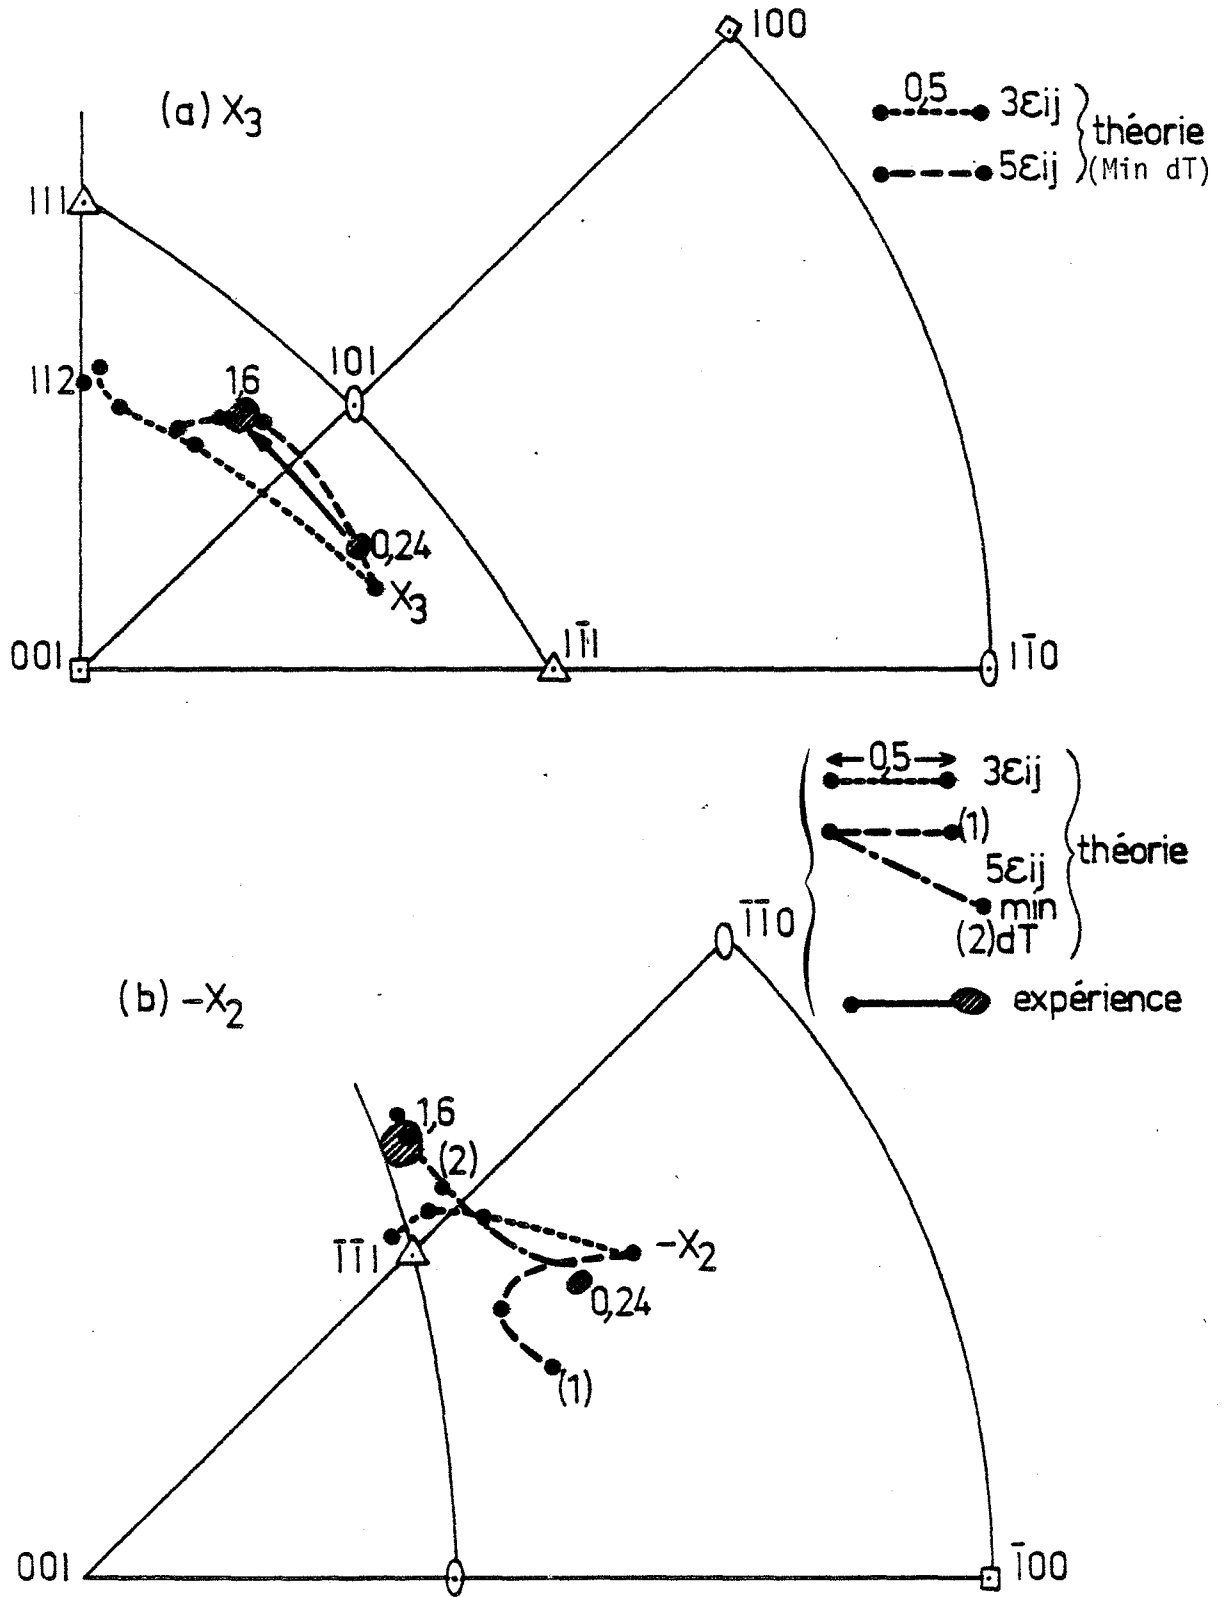 100
(a) X₃
0,5
3εij
théorie
5εij
(Min dT)
111
101
112
1,6
0,24
X₃
001
11̄1
11̄0
0,5
3εij
(1)
5εij
théorie
min
(2)dT
1̄1̄0
(b) -X₂
expérience
1,6
(2)
1̄1̄1
-X₂
0,24
(1)
001
1̄00